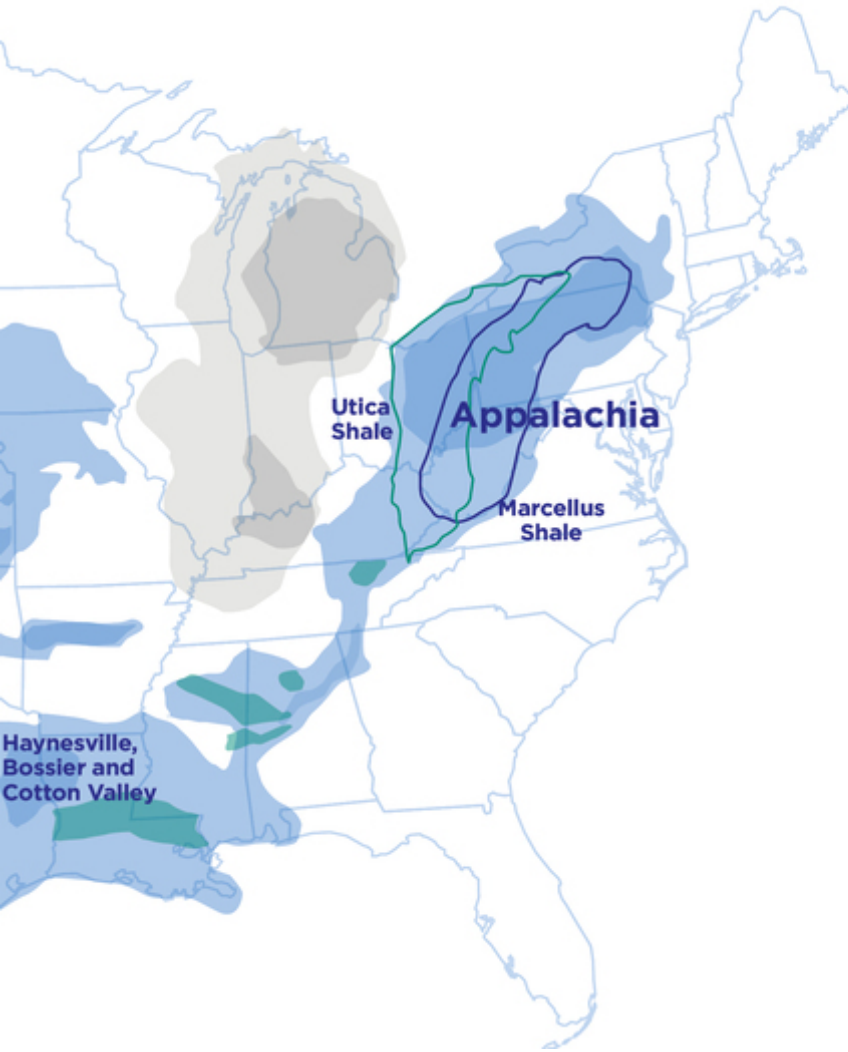 Utica
Shale
Appalachia
Marcellus
Shale
Haynesville,
Bossier and
Cotton Valley